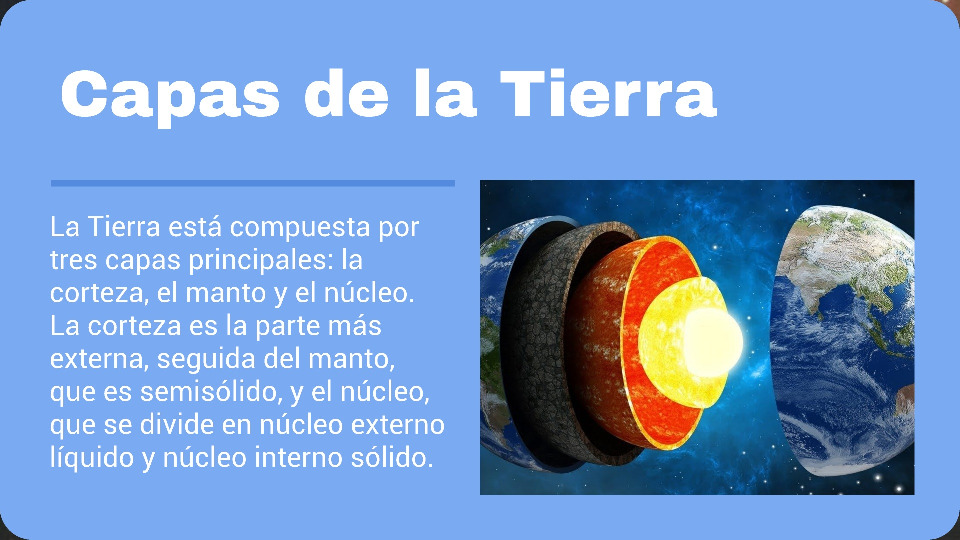 Capas de la Tierra
La Tierra está compuesta por
tres capas principales: la
corteza, el manto y el núcleo.
La corteza es la parte más
externa, seguida del manto,
que es semisólido, y el núcleo,
que se divide en núcleo externo
líquido y núcleo interno sólido.